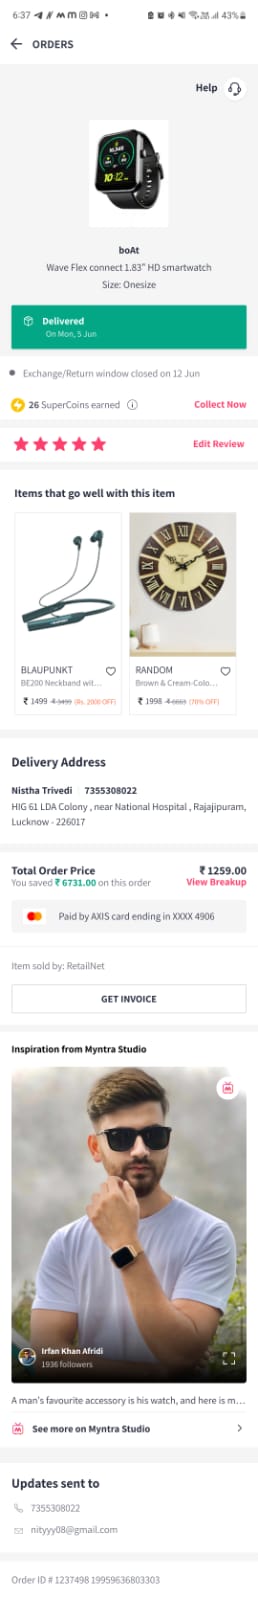 6:37
43%
ORDERS
Help
boAt
Wave Flex connect 1.83" HD smartwatch
Size: Onesize
Delivered
On Mon, 5 Jun
Exchange/Return window closed on 12 Jun
26 SuperCoins earned
Collect Now
Edit Review
Items that go well with this item
BLAUPUNKT
BE200 Neckband wit...
₹ 1499 3499 (Rs. 2000 OFF)
RANDOM
Brown & Cream-Colo...
₹ 1998 6668 (70% OFF)
Delivery Address
Nistha Trivedi 7355308022
HIG 61 LDA Colony , near National Hospital , Rajajipuram,
Lucknow - 226017
Total Order Price ₹ 1259.00
You saved ₹ 6731.00 on this order View Breakup
Paid by AXIS card ending in XXXX 4906
Item sold by: RetailNet
GET INVOICE
Inspiration from Myntra Studio
Irfan Khan Afridi
1936 followers
A man's favourite accessory is his watch, and here is m...
See more on Myntra Studio
Updates sent to
7355308022
nityyy08@gmail.com
Order ID # 1237498 19959636803303